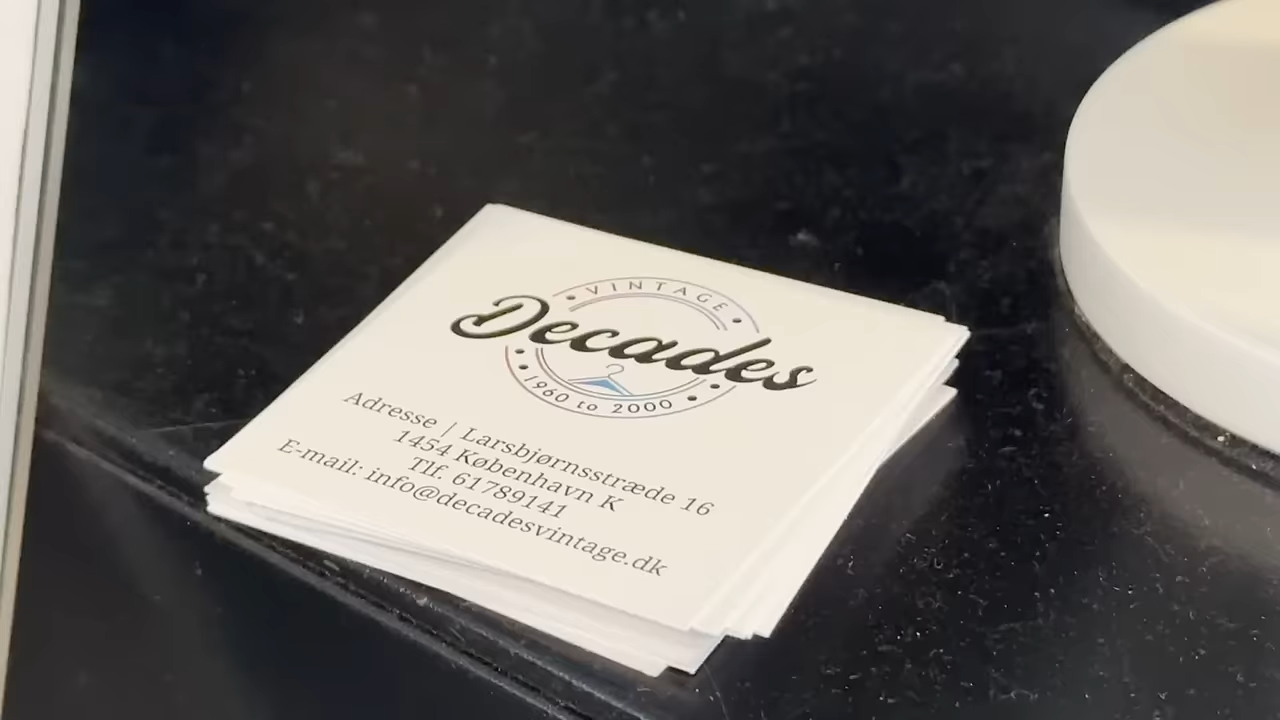 VINTAGE
Decades
1960 to 2000
Adresse | Larsbjørnsstræde 16
1454 København K
Tlf. 61789141
E-mail: info@decadesvintage.dk